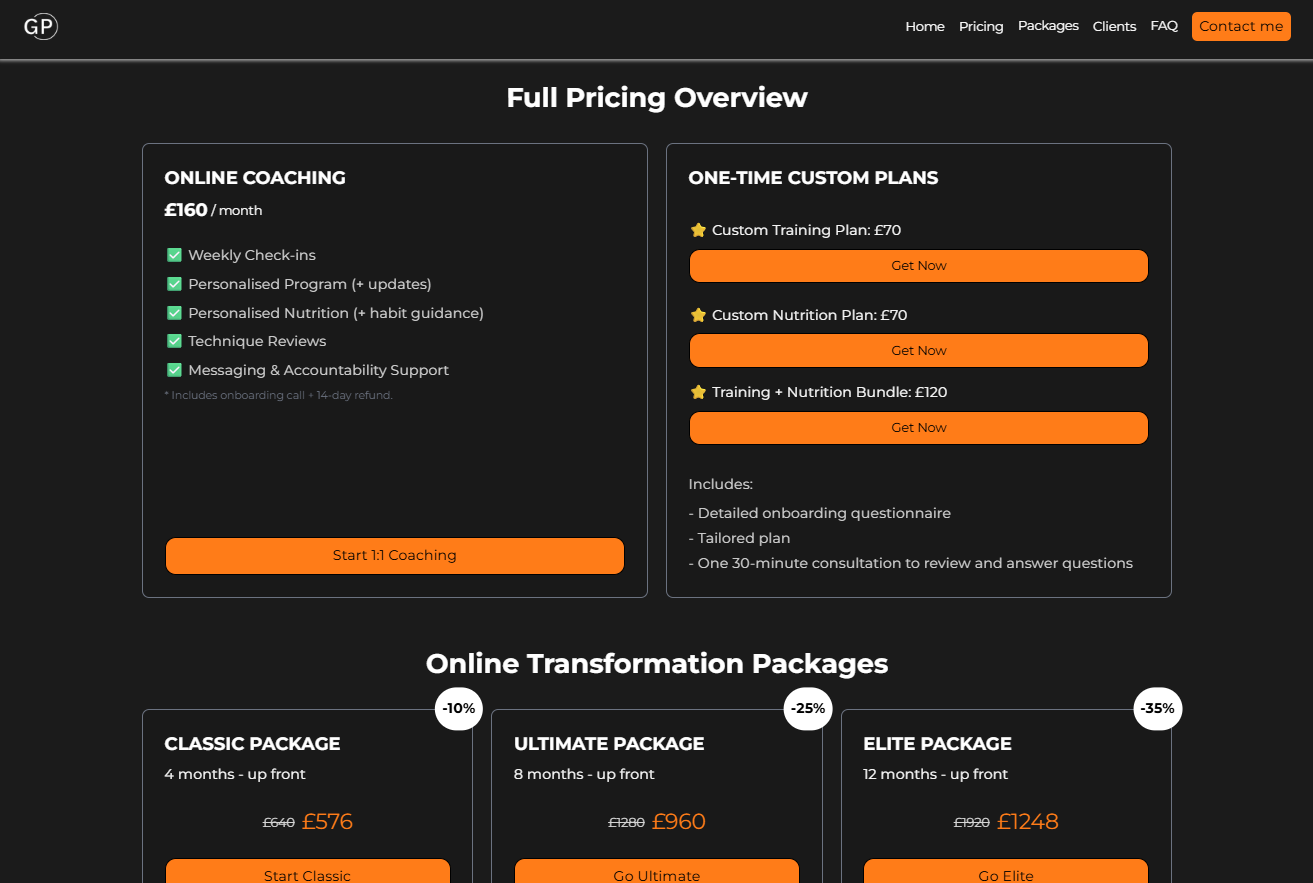 GP
Home Pricing Packages Clients FAQ Contact me
Full Pricing Overview
ONLINE COACHING
£160 / month
Weekly Check-ins
Personalised Program (+ updates)
Personalised Nutrition (+ habit guidance)
Technique Reviews
Messaging & Accountability Support
* Includes onboarding call + 14-day refund.
Start 1:1 Coaching
ONE-TIME CUSTOM PLANS
Custom Training Plan: £70
Get Now
Custom Nutrition Plan: £70
Get Now
Training + Nutrition Bundle: £120
Get Now
Includes:
- Detailed onboarding questionnaire
- Tailored plan
- One 30-minute consultation to review and answer questions
Online Transformation Packages
-10%
CLASSIC PACKAGE
4 months - up front
£640 £576
Start Classic
-25%
ULTIMATE PACKAGE
8 months - up front
£1280 £960
Go Ultimate
-35%
ELITE PACKAGE
12 months - up front
£1920 £1248
Go Elite